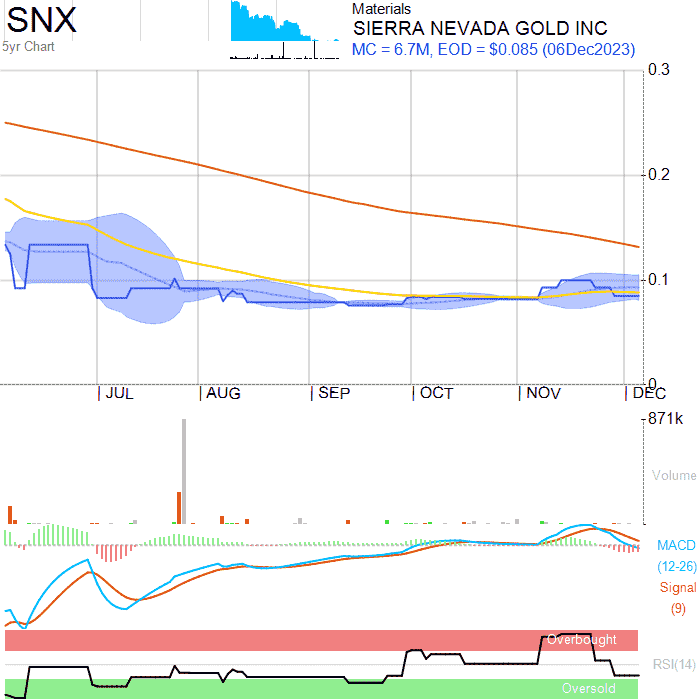 SNX
5yr Chart
Materials
SIERRA NEVADA GOLD INC
MC = 6.7M, EOD = $0.085 (06Dec2023)
0.3
0.2
0.1
0
JUL AUG SEP OCT NOV DEC
871k
Volume
MACD
(12-26)
Signal
(9)
Overbought
RSI(14)
Oversold